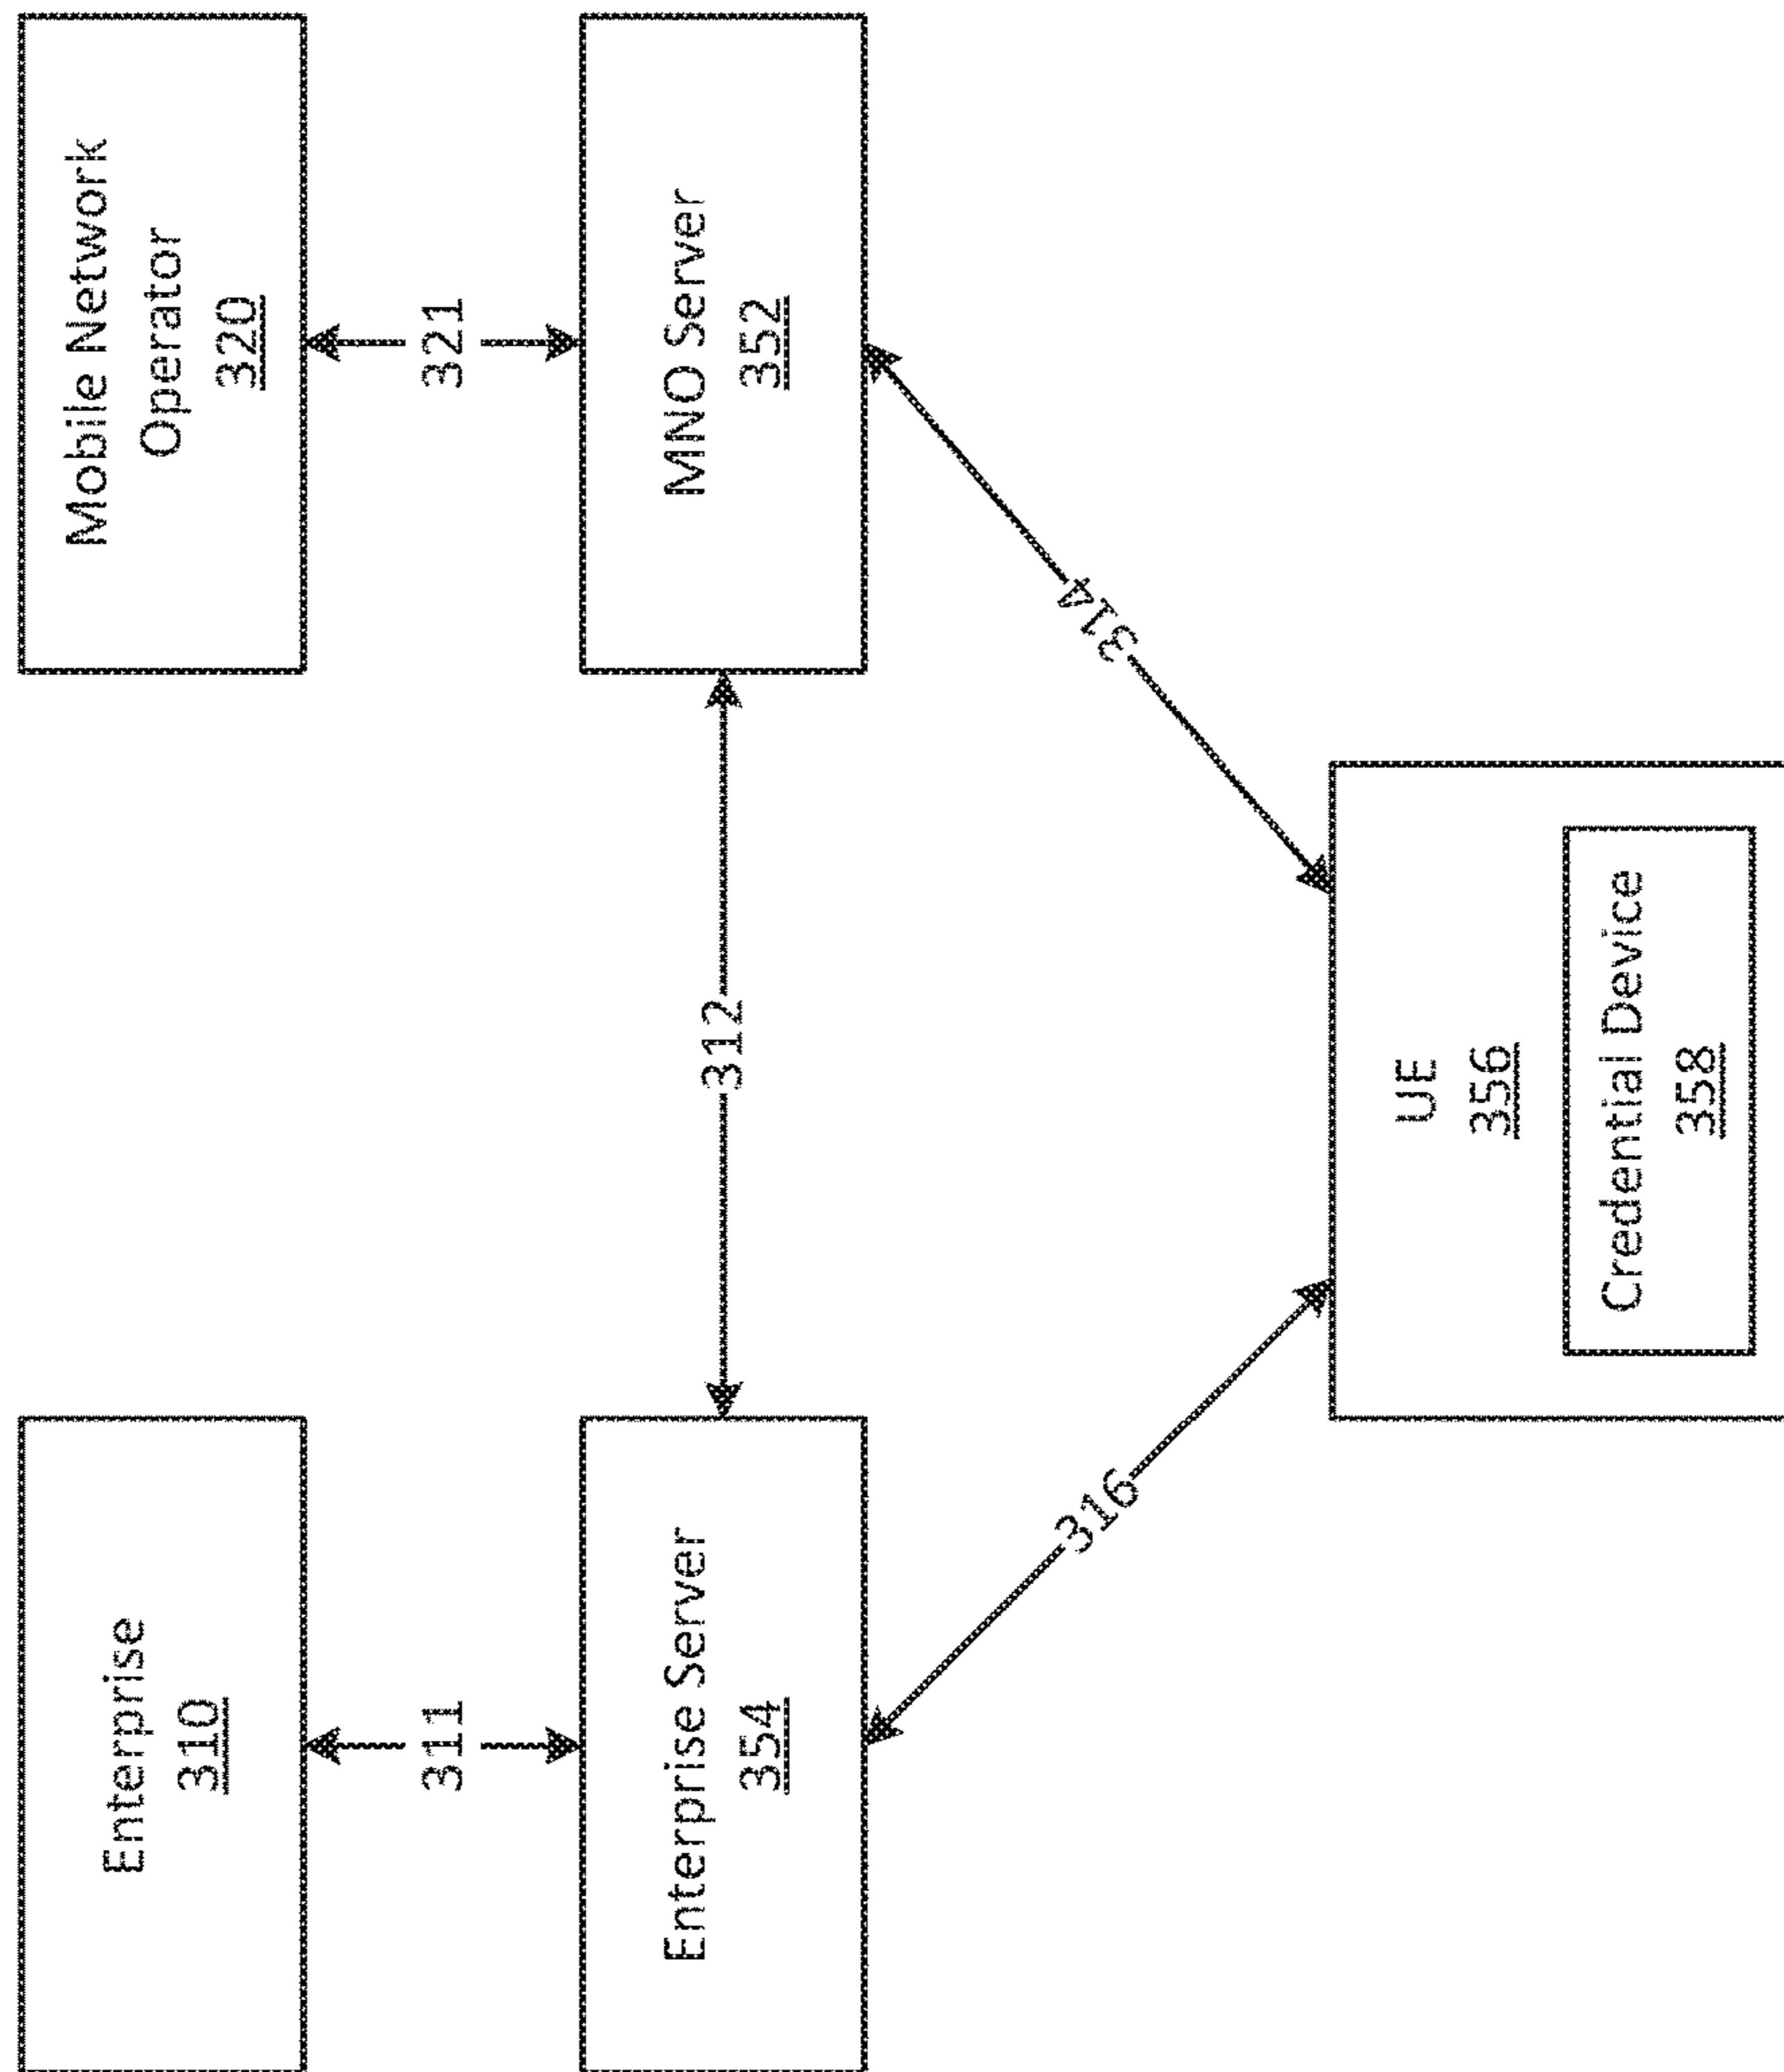 Enterprise
310
Mobile Network
Operator
320
311
321
Enterprise Server
354
312
MNO Server
352
316
314
UE
356
Credential Device
358